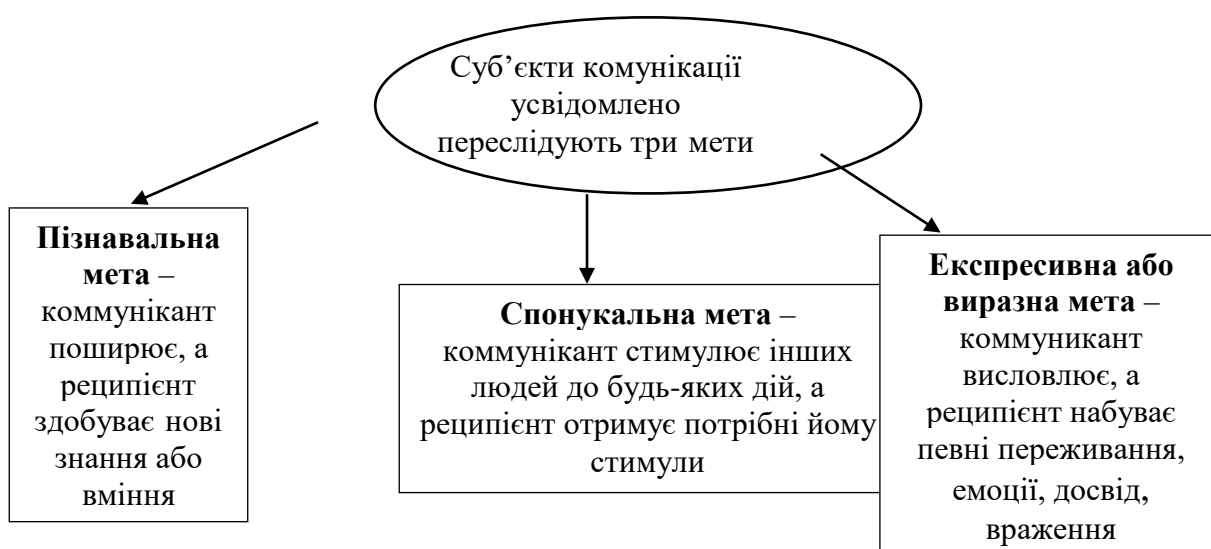 Суб’єкти комунікації
усвідомлено
переслідують три мети
Пізнавальна
мета –
коммунікант
поширює, а
реципієнт
здобуває нові
знання або
вміння
Спонукальна мета –
коммунікант стимулює інших
людей до будь-яких дій, а
реципієнт отримує потрібні йому
стимули
Експресивна або
виразна мета –
коммуникант
висловлює, а
реципієнт набуває
певні переживання,
емоції, досвід,
враження